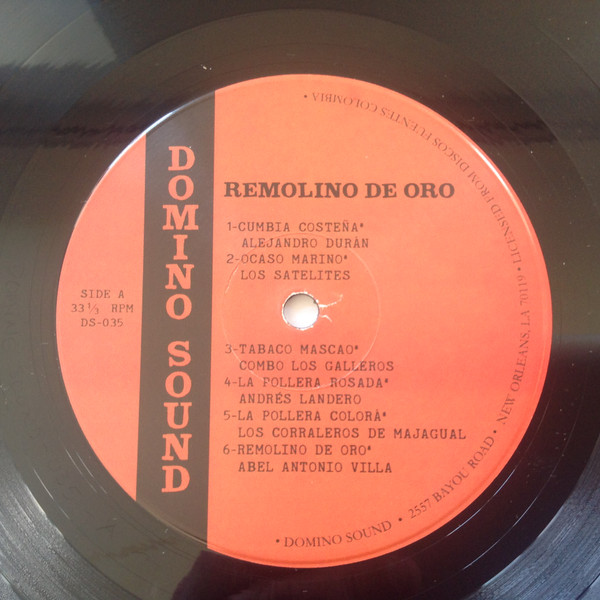 DOMINO SOUND
REMOLINO DE ORO
1-CUMBIA COSTEÑA*
ALEJANDRO DURÁN
2-OCASO MARINO*
LOS SATELITES
SIDE A
33 1/3 RPM
DS-035
3-TABACO MASCAO*
COMBO LOS GALLEROS
4-LA POLLERA ROSADA*
ANDRÉS LANDERO
5-LA POLLERA COLORÀ*
LOS CORRALEROS DE MAJAGUAL
6-REMOLINO DE ORO*
ABEL ANTONIO VILLA
• DOMINO SOUND • 2557 BAYOU ROAD • NEW ORLEANS, LA 70119 • LICENSED FROM DISCOS FUENTES COLOMBIA •